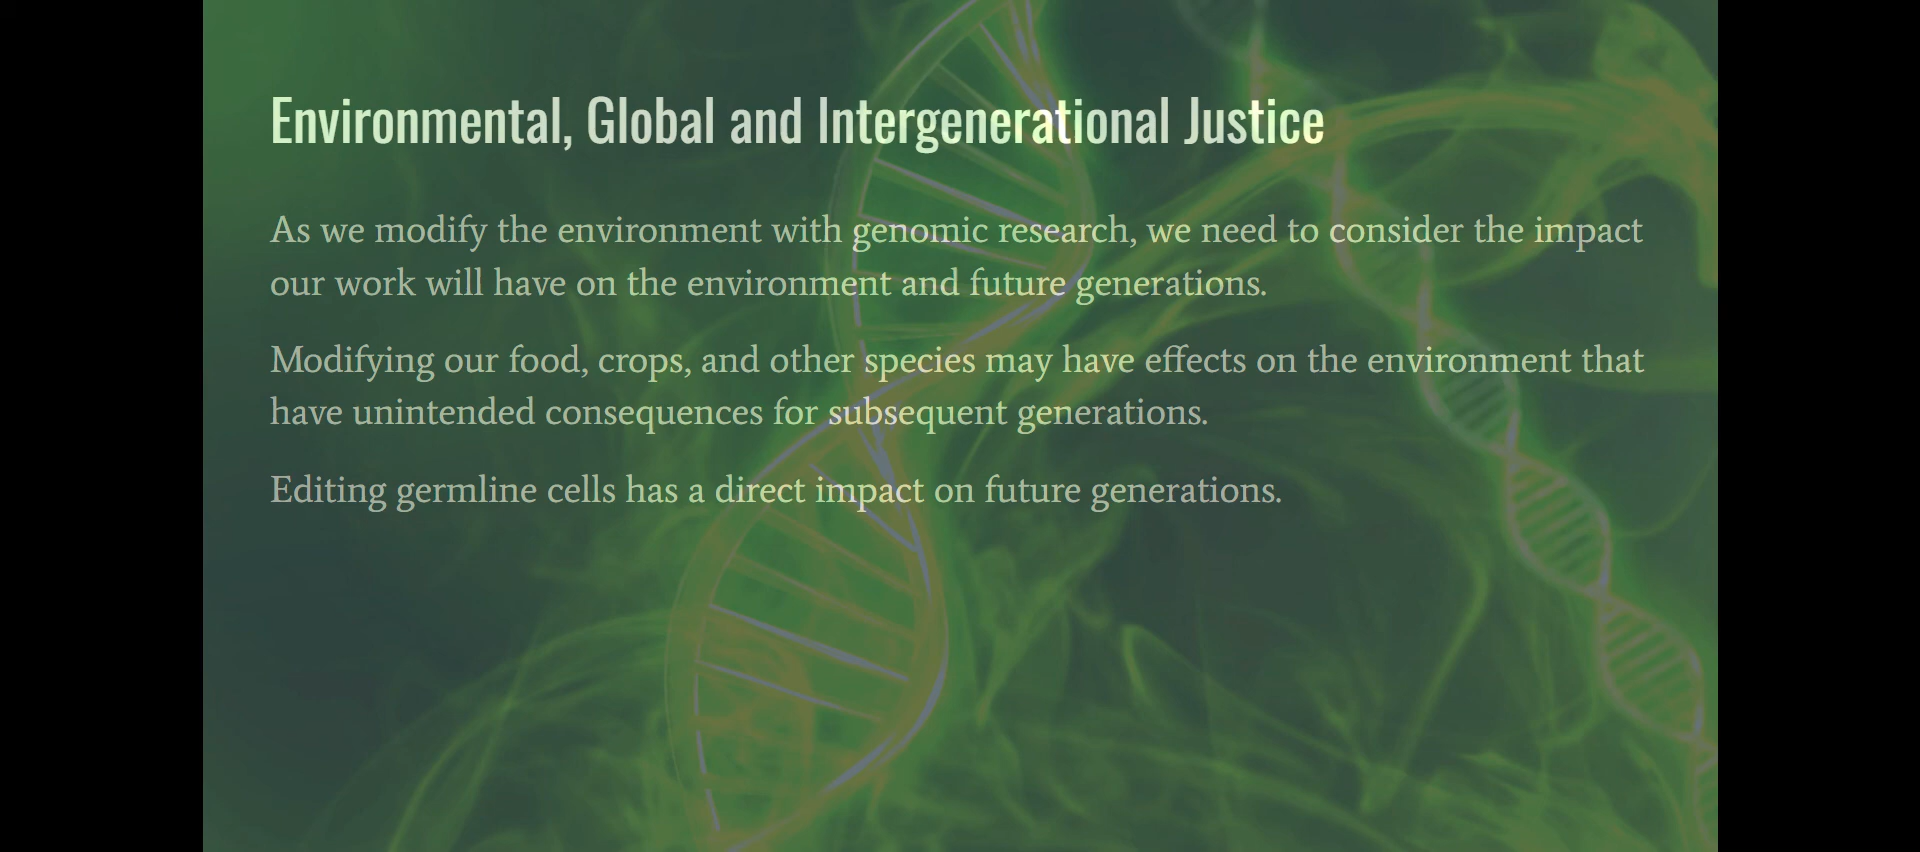 Environmental, Global and Intergenerational Justice
As we modify the environment with genomic research, we need to consider the impact
our work will have on the environment and future generations.
Modifying our food, crops, and other species may have effects on the environment that
have unintended consequences for subsequent generations.
Editing germline cells has a direct impact on future generations.